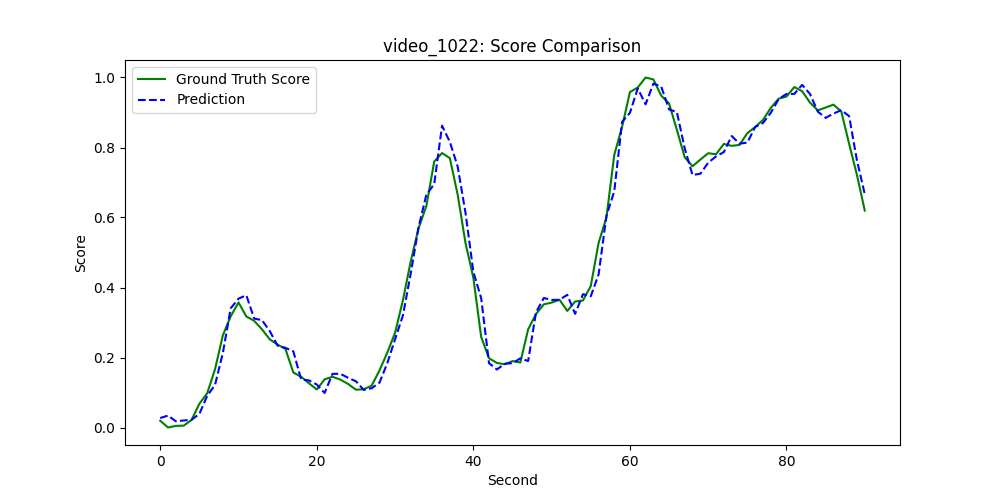 video_1022: Score Comparison
Ground Truth Score
Prediction
Score
1.0
0.8
0.6
0.4
0.2
0.0
0 20 40 60 80
Second